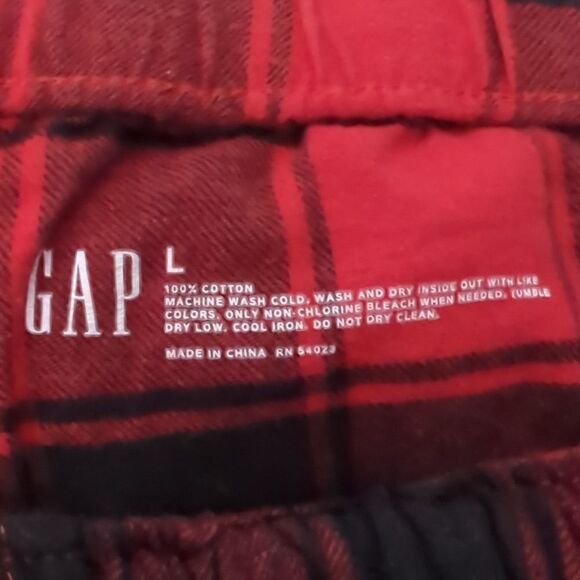 GAP
L
100% COTTON
MACHINE WASH COLD. WASH AND DRY INSIDE OUT WITH LIKE
COLORS. ONLY NON-CHLORINE BLEACH WHEN NEEDED. TUMBLE
DRY LOW. COOL IRON. DO NOT DRY CLEAN.
MADE IN CHINA RN 54023